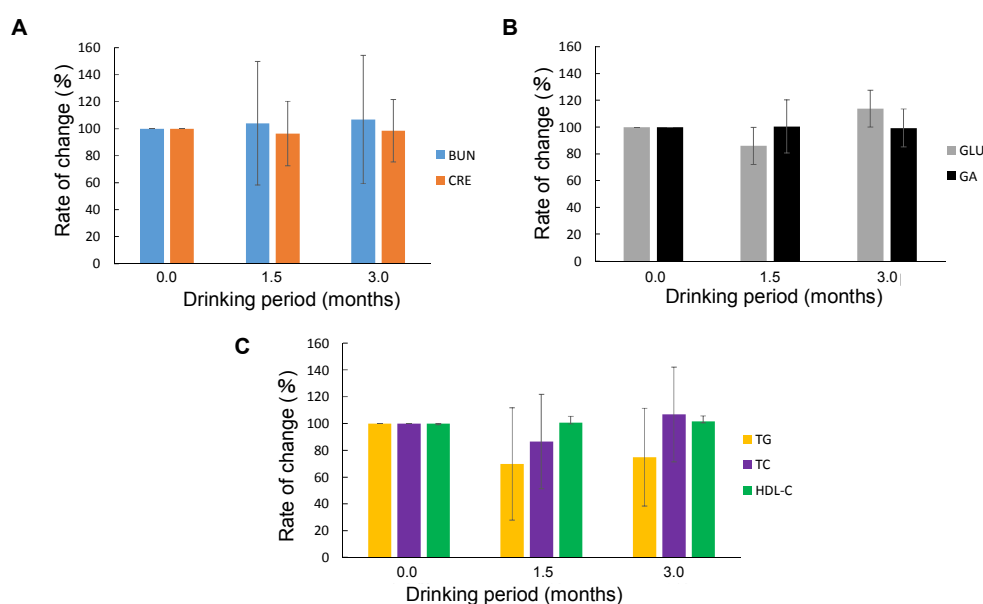 A
Rate of change (%)
160
140
120
100
80
60
40
20
0
0.0 1.5 3.0
Drinking period (months)
BUN
CRE
B
Rate of change (%)
160
140
120
100
80
60
40
20
0
0.0 1.5 3.0
Drinking period (months)
GLU
GA
C
Rate of change (%)
160
140
120
100
80
60
40
20
0
0.0 1.5 3.0
Drinking period (months)
TG
TC
HDL-C